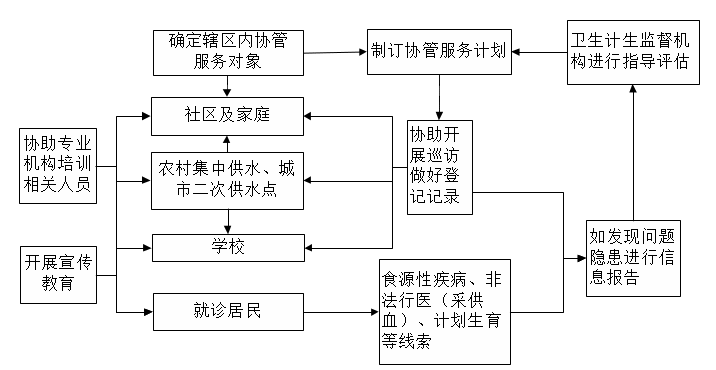 确定辖区内协管
服务对象
制订协管服务计划
卫生计生监督机
构进行指导评估
社区及家庭
协助专业
机构培训
相关人员
农村集中供水、城
市二次供水点
协助开
展巡访
做好登
记记录
学校
开展宣传
教育
如发现问题
隐患进行信
息报告
就诊居民
食源性疾病、非
法行医（采供
血）、计划生育
等线索